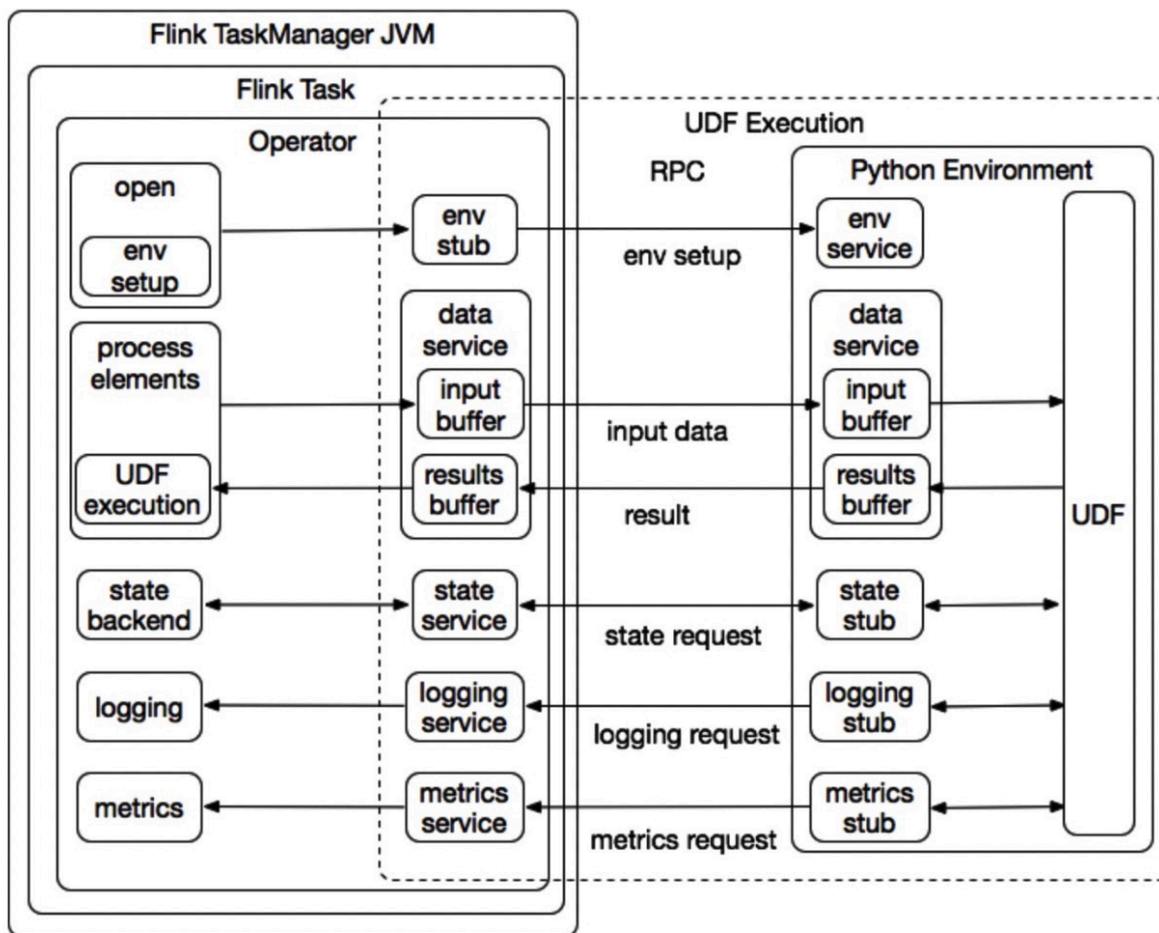 Flink TaskManager JVM
Flink Task
UDF Execution
Operator
RPC
Python Environment
open
env
setup
env
stub
env setup
env
service
process
elements
data
service
input
buffer
input data
data
service
input
buffer
UDF
execution
results
buffer
result
results
buffer
UDF
state
backend
state
service
state request
state
stub
logging
logging
service
logging request
logging
stub
metrics
metrics
service
metrics request
metrics
stub